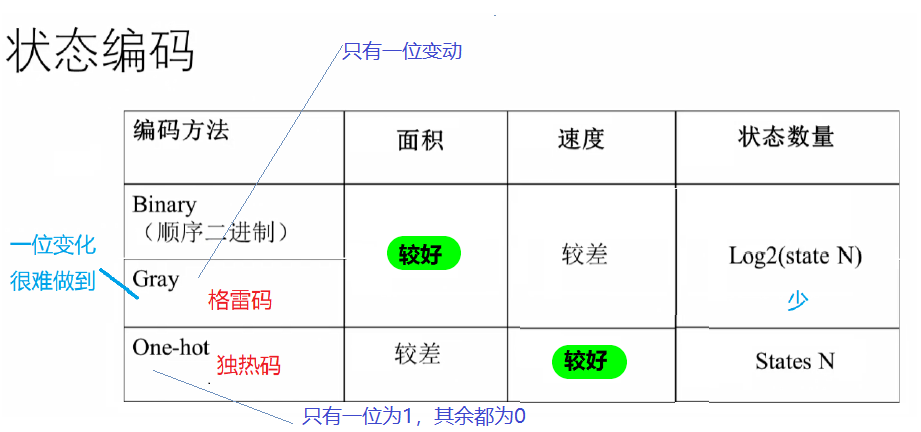 状态编码
只有一位变动
编码方法 面积 速度 状态数量
Binary
（顺序二进制）
较好 较差 Log2(state N)
一位变化
很难做到
Gray
格雷码
少
One-hot 独热码 较差 较好 States N
只有一位为1，其余都为0